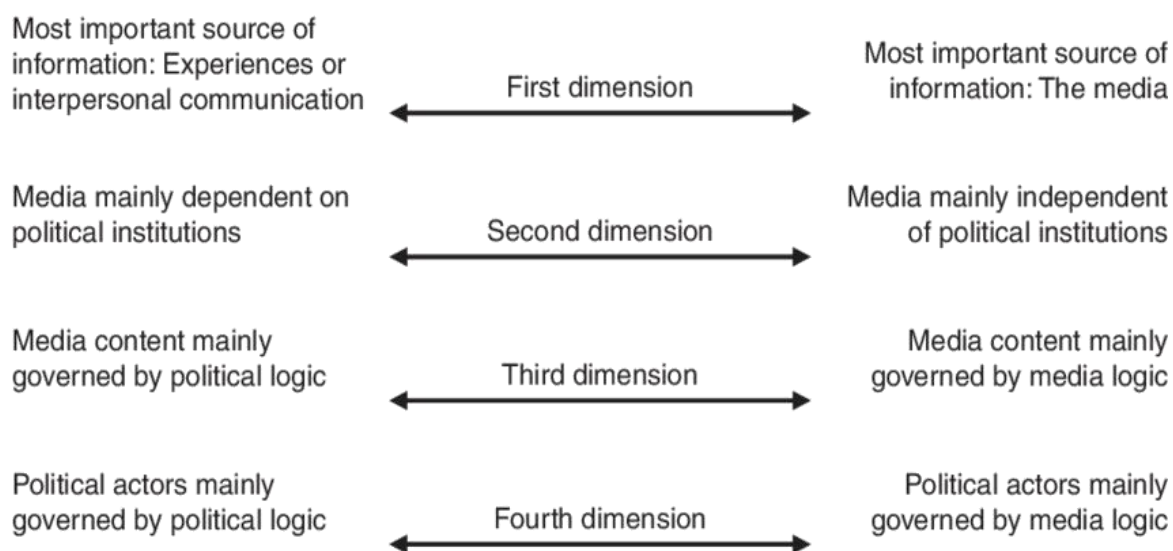 Most important source of
information: Experiences or
interpersonal communication
First dimension
Most important source of
information: The media
Media mainly dependent on
political institutions
Second dimension
Media mainly independent
of political institutions
Media content mainly
governed by political logic
Third dimension
Media content mainly
governed by media logic
Political actors mainly
governed by political logic
Fourth dimension
Political actors mainly
governed by media logic